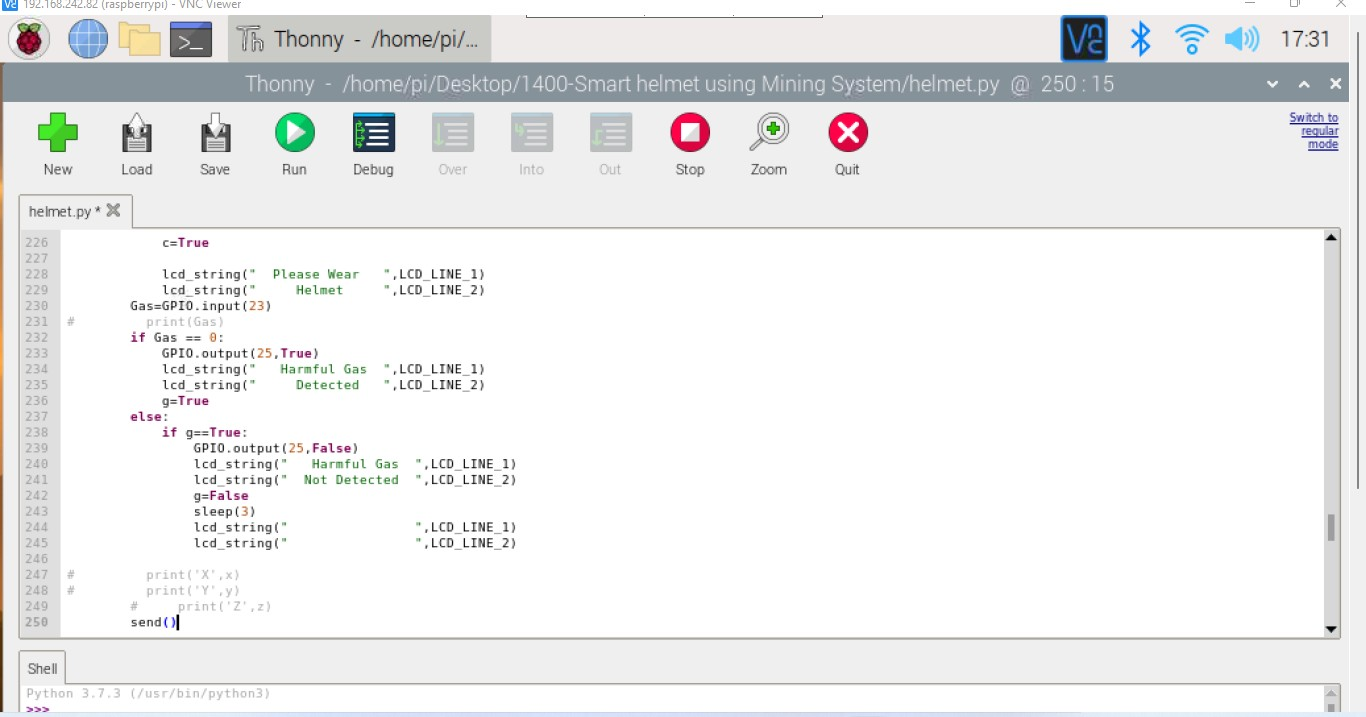 192.168.242.82 (raspberrypi) - VNC Viewer
Thonny - /home/pi/... 17:31
Thonny - /home/pi/Desktop/1400-Smart helmet using Mining System/helmet.py @ 250 : 15
New Load Save Run Debug Over Into Out Stop Zoom Quit
Switch to
regular
mode
helmet.py *
226             c=True
227
228             lcd_string("  Please Wear   ",LCD_LINE_1)
229             lcd_string("     Helmet     ",LCD_LINE_2)
230         Gas=GPIO.input(23)
231 #         print(Gas)
232         if Gas == 0:
233             GPIO.output(25,True)
234             lcd_string("   Harmful Gas  ",LCD_LINE_1)
235             lcd_string("     Detected   ",LCD_LINE_2)
236             g=True
237         else:
238             if g==True:
239                 GPIO.output(25,False)
240                 lcd_string("   Harmful Gas  ",LCD_LINE_1)
241                 lcd_string("  Not Detected  ",LCD_LINE_2)
242                 g=False
243                 sleep(3)
244                 lcd_string("                ",LCD_LINE_1)
245                 lcd_string("                ",LCD_LINE_2)
246
247 #         print('X',x)
248 #         print('Y',y)
249         #     print('Z',z)
250         send()
Shell
Python 3.7.3 (/usr/bin/python3)
>>>